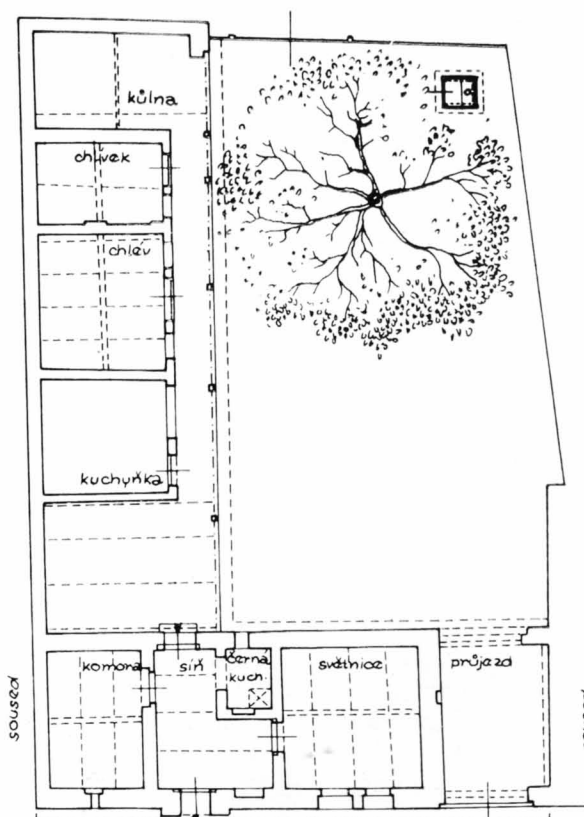 kůlna
chlívek
chlév
kuchyňka
komora
síň
černá
kuch.
světnice
průjezd
soused